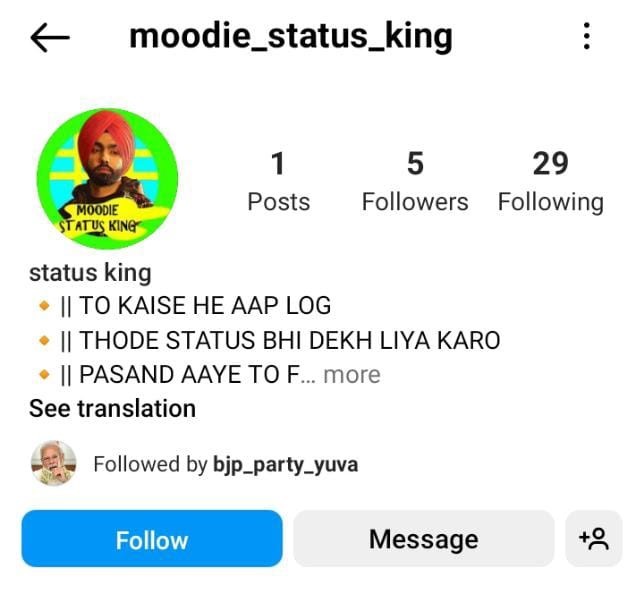 moodie_status_king
MOODIE
STATUS KING
1 5 29
Posts Followers Following
status king
🔸|| TO KAISE HE AAP LOG
🔸|| THODE STATUS BHI DEKH LIYA KARO
🔸|| PASAND AAYE TO F... more
See translation
Followed by bjp_party_yuva
Follow Message